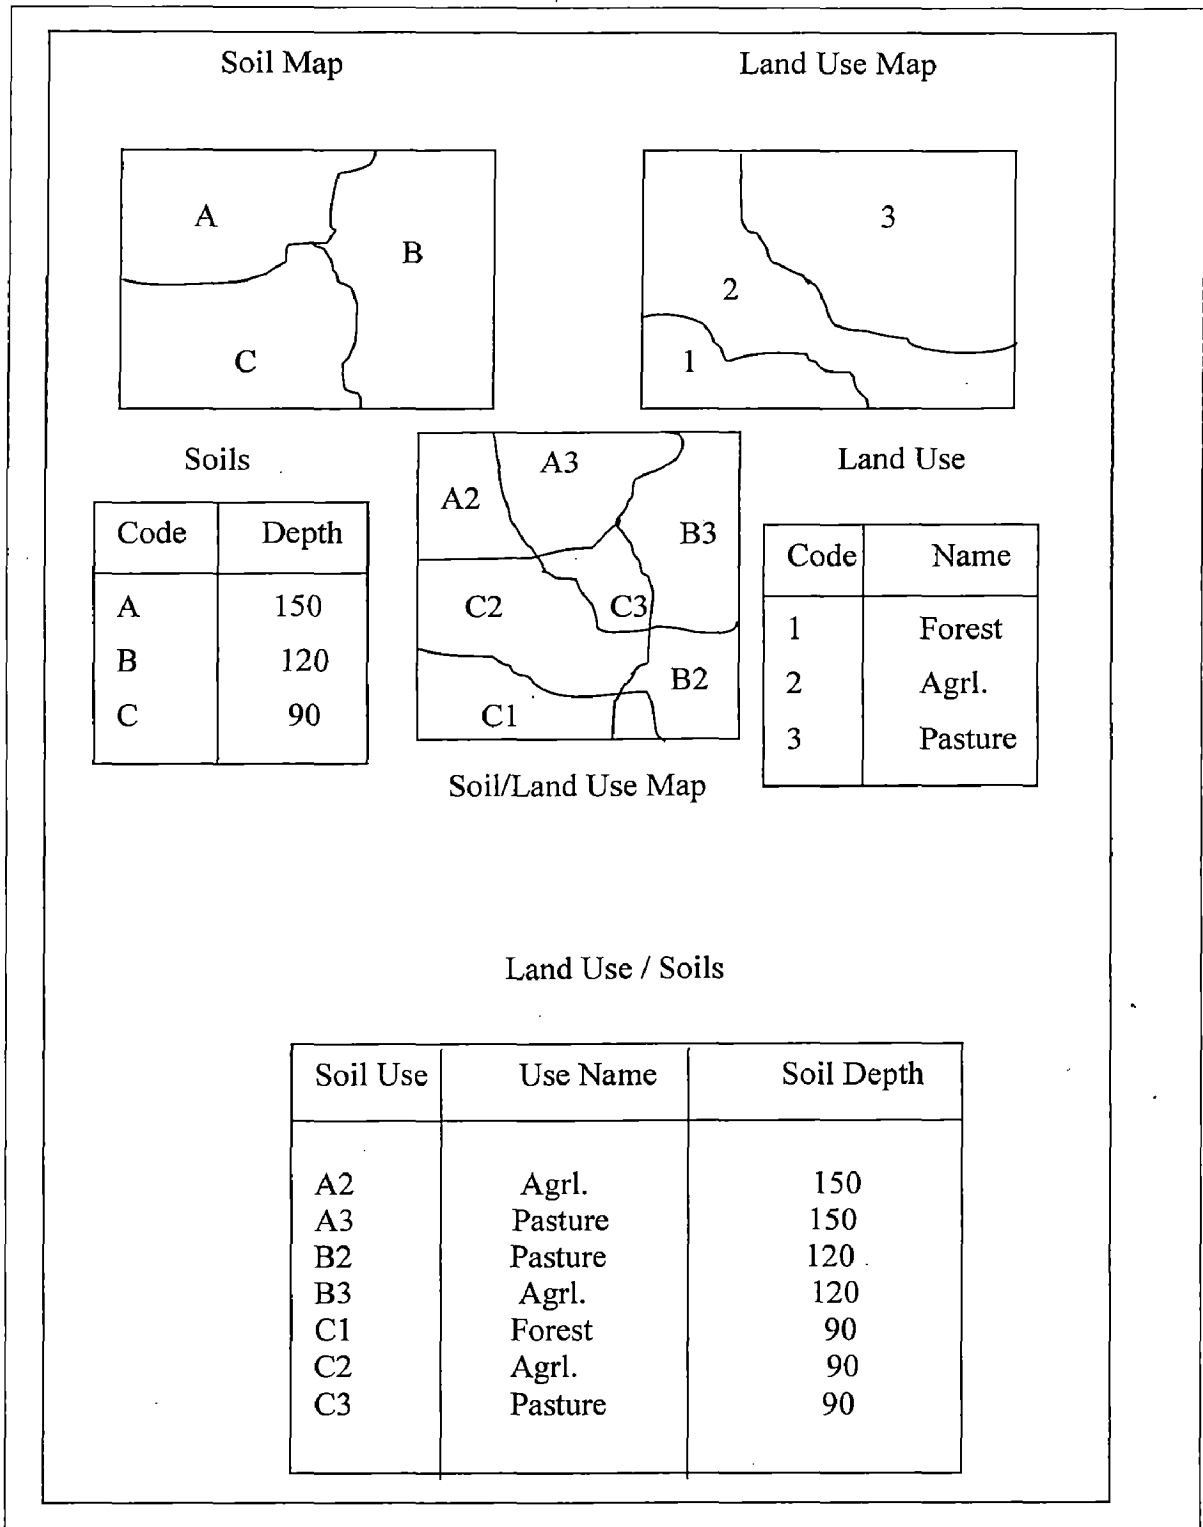 Soil Map
Land Use Map
A
B
C
3
2
1
Soils
Code Depth
A 150
B 120
C 90
A3
A2
B3
C2
C3
B2
C1
Soil/Land Use Map
Land Use
Code Name
1 Forest
2 Agrl.
3 Pasture
Land Use / Soils
Soil Use Use Name Soil Depth
A2 Agrl. 150
A3 Pasture 150
B2 Pasture 120
B3 Agrl. 120
C1 Forest 90
C2 Agrl. 90
C3 Pasture 90